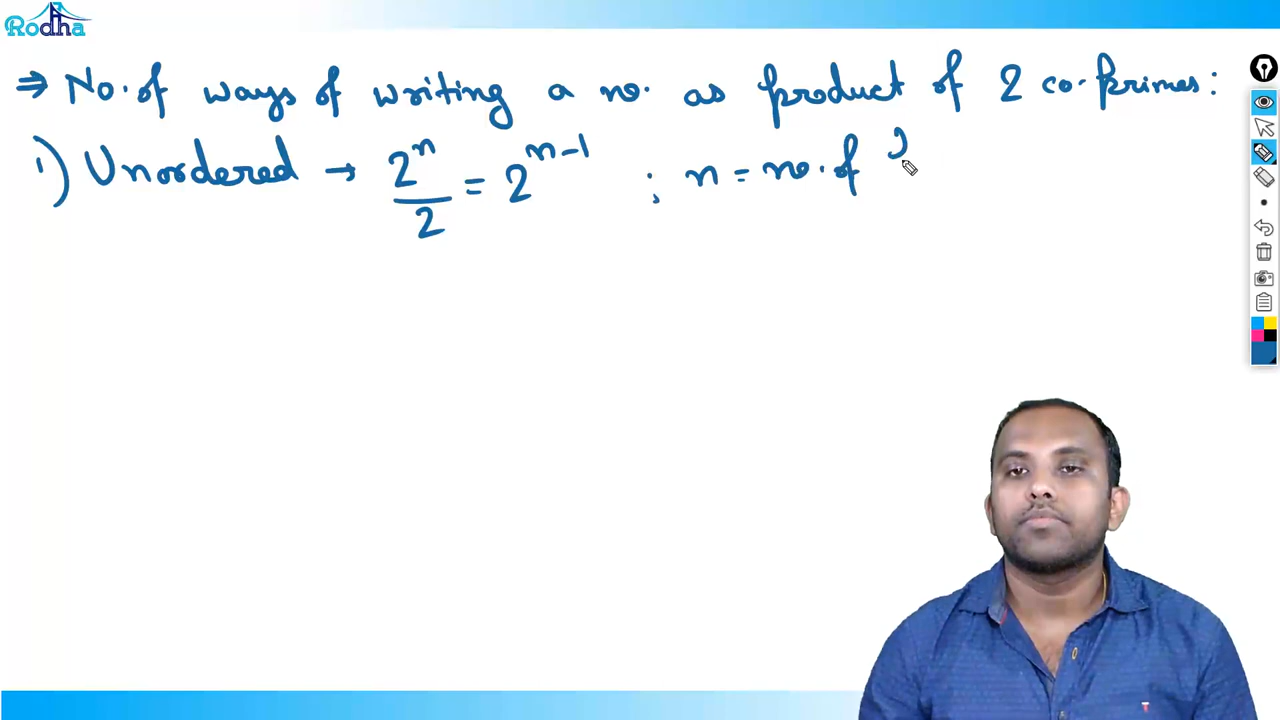 Rodha
⇒ No. of ways of writing a no. as product of 2 co-primes:
i) Unordered → 2^n/2 = 2^(n-1) ; n = no. of